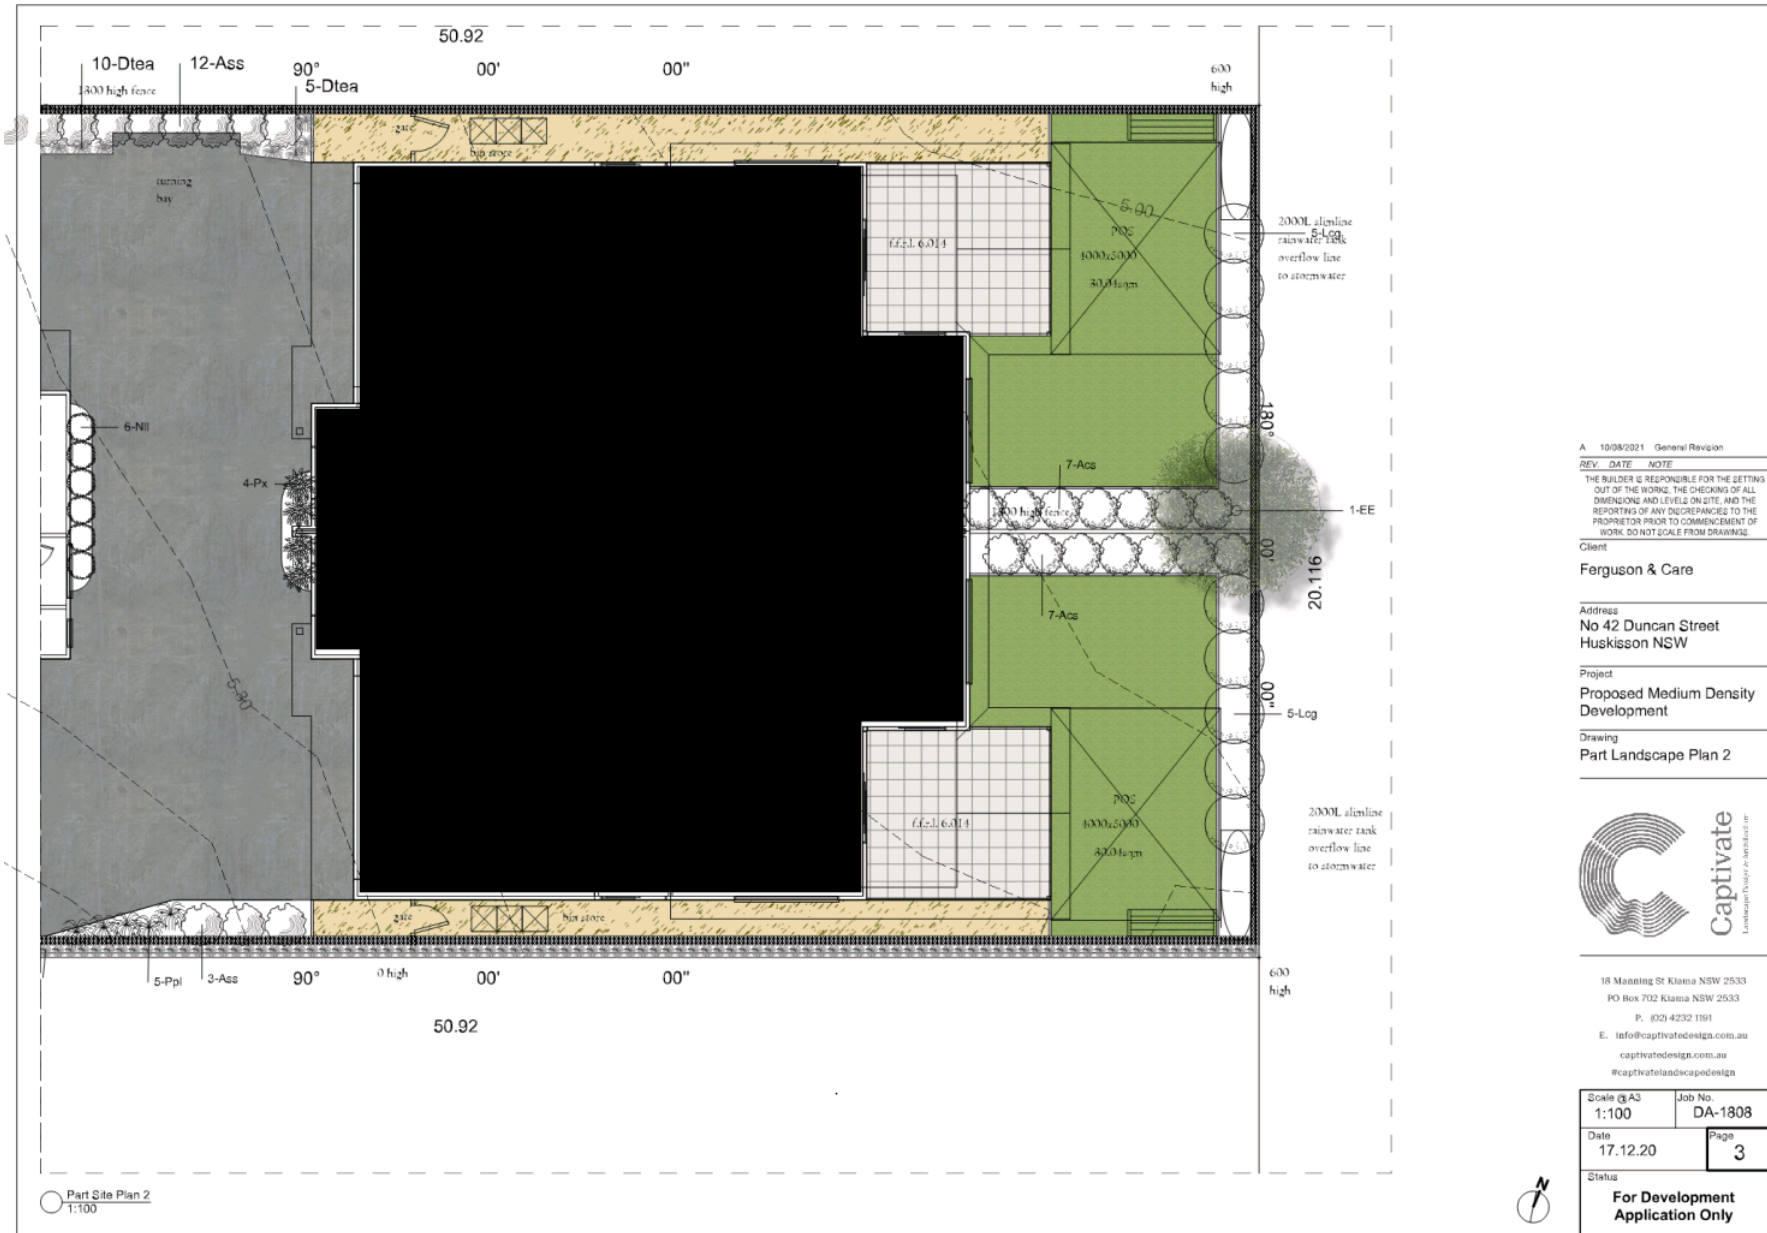 50.92
10-Dtea
12-Ass
90°
00'
00"
600
high
1800 high fence
5-Dtea
gate
bin store
turning
bay
5.00
POS
4000x5000
30.04sqm
f.f.r.l. 6.014
2000L slimline
rainwater tank
overflow line
to stormwater
5-Lcg
180°
6-Nll
4-Px
7-Acs
1800 high fence
1-EE
00'
20.116
7-Acs
00"
5-Lcg
POS
4000x5000
30.04sqm
f.f.r.l. 6.014
2000L slimline
rainwater tank
overflow line
to stormwater
gate
bin store
5-Ppl
3-Ass
90°
0 high
00'
00"
600
high
50.92
Part Site Plan 2
1:100
N
A 10/08/2021 General Revision
REV. DATE NOTE
THE BUILDER IS RESPONSIBLE FOR THE SETTING
OUT OF THE WORKS, THE CHECKING OF ALL
DIMENSIONS AND LEVELS ON SITE, AND THE
REPORTING OF ANY DISCREPANCIES TO THE
PROPRIETOR PRIOR TO COMMENCEMENT OF
WORK. DO NOT SCALE FROM DRAWINGS.
Client
Ferguson & Care
Address
No 42 Duncan Street
Huskisson NSW
Project
Proposed Medium Density
Development
Drawing
Part Landscape Plan 2
Captivate
18 Manning St Kiama NSW 2533
PO Box 702 Kiama NSW 2533
P. (02) 4232 1191
E. info@captivatedesign.com.au
captivatedesign.com.au
#captivatelandscapedesign
Scale @A3
1:100
Job No.
DA-1808
Date
17.12.20
Page
3
Status
For Development
Application Only